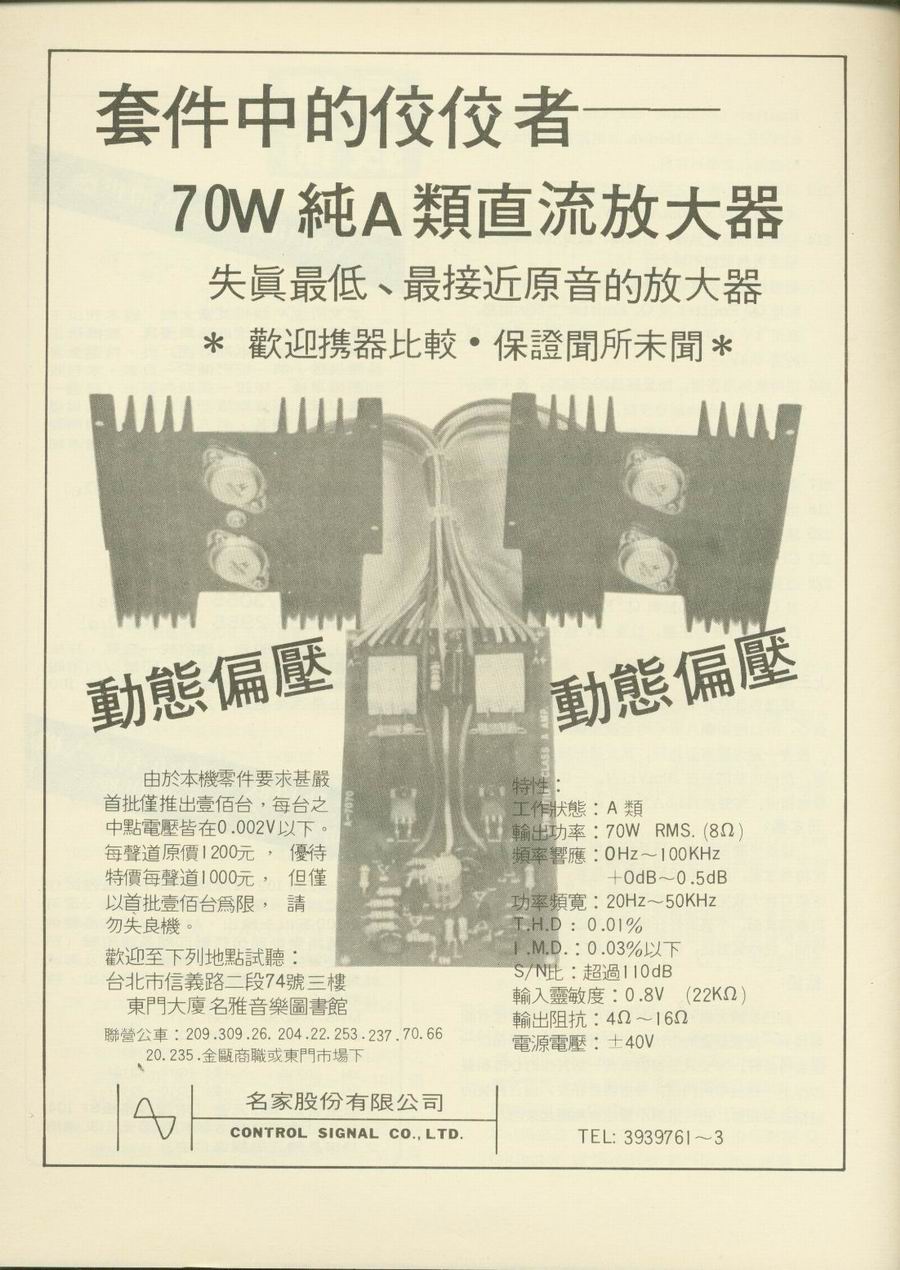 套件中的佼佼者——
70W純A類直流放大器
失眞最低、最接近原音的放大器
* 歡迎携器比較·保證聞所未聞*
動態偏壓
動態偏壓
A-7070
CLASS A AMP.
由於本機零件要求甚嚴
首批僅推出壹佰台，每台之
中點電壓皆在0.002V以下。
每聲道原價1200元， 優待
特價每聲道1000元， 但僅
以首批壹佰台爲限， 請
勿失良機。
歡迎至下列地點試聽：
台北市信義路二段74號三樓
東門大廈名雅音樂圖書館
聯營公車：209.309.26.204.22.253.237.70.66
20.235.金甌商職或東門市場下
特性：
工作狀態：A 類
輸出功率：70W RMS. (8Ω)
頻率響應：0Hz～100KHz
+0dB～0.5dB
功率頻寬：20Hz～50KHz
T.H.D：0.01%
I.M.D.：0.03%以下
S/N比：超過110dB
輸入靈敏度：0.8V (22KΩ)
輸出阻抗：4Ω～16Ω
電源電壓：±40V
名家股份有限公司
CONTROL SIGNAL CO., LTD.
TEL: 3939761～3